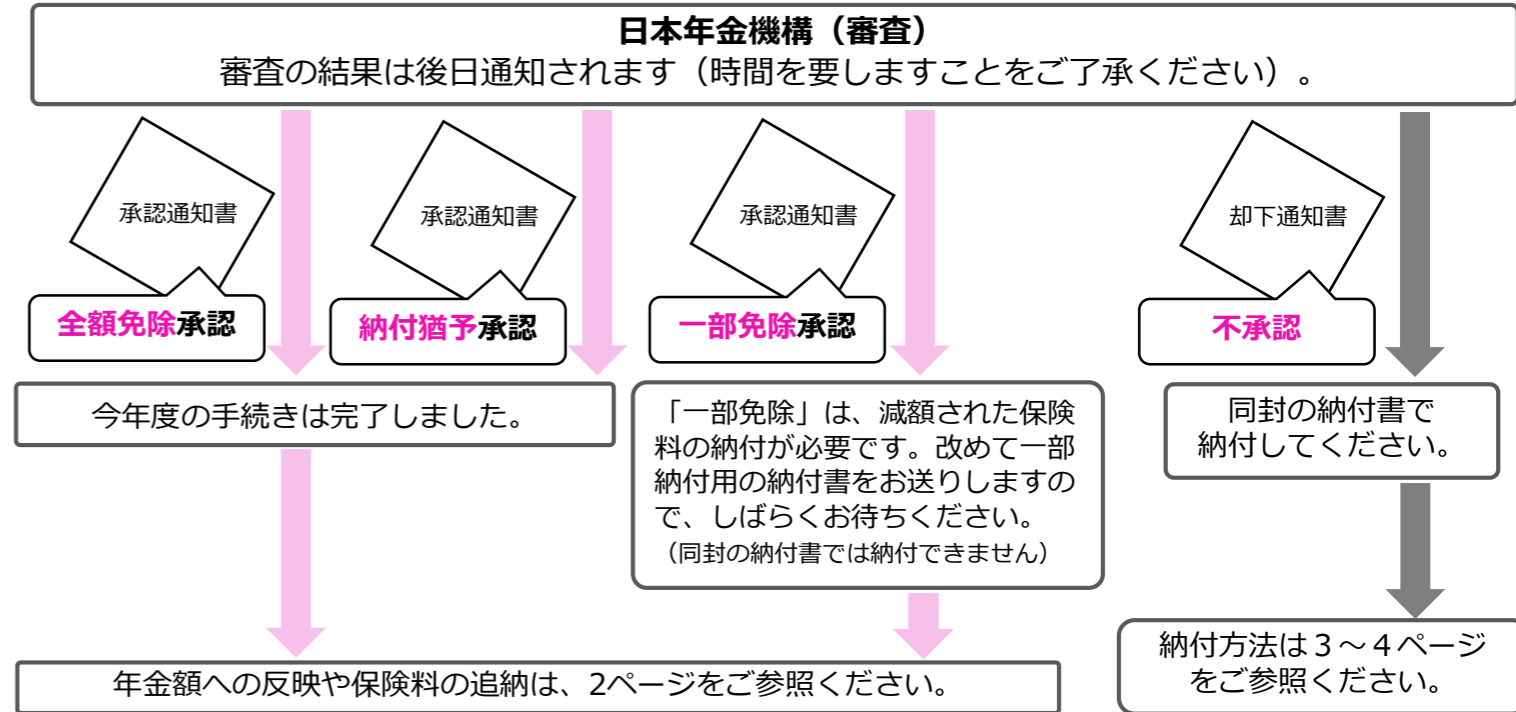 日本年金機構（審査）
審査の結果は後日通知されます（時間を要しますことをご了承ください）。
承認通知書
全額免除承認
承認通知書
納付猶予承認
承認通知書
一部免除承認
却下通知書
不承認
今年度の手続きは完了しました。
「一部免除」は、減額された保険
料の納付が必要です。改めて一部
納付用の納付書をお送りしますの
で、しばらくお待ちください。
（同封の納付書では納付できません）
同封の納付書で
納付してください。
年金額への反映や保険料の追納は、2ページをご参照ください。
納付方法は３～４ページ
をご参照ください。